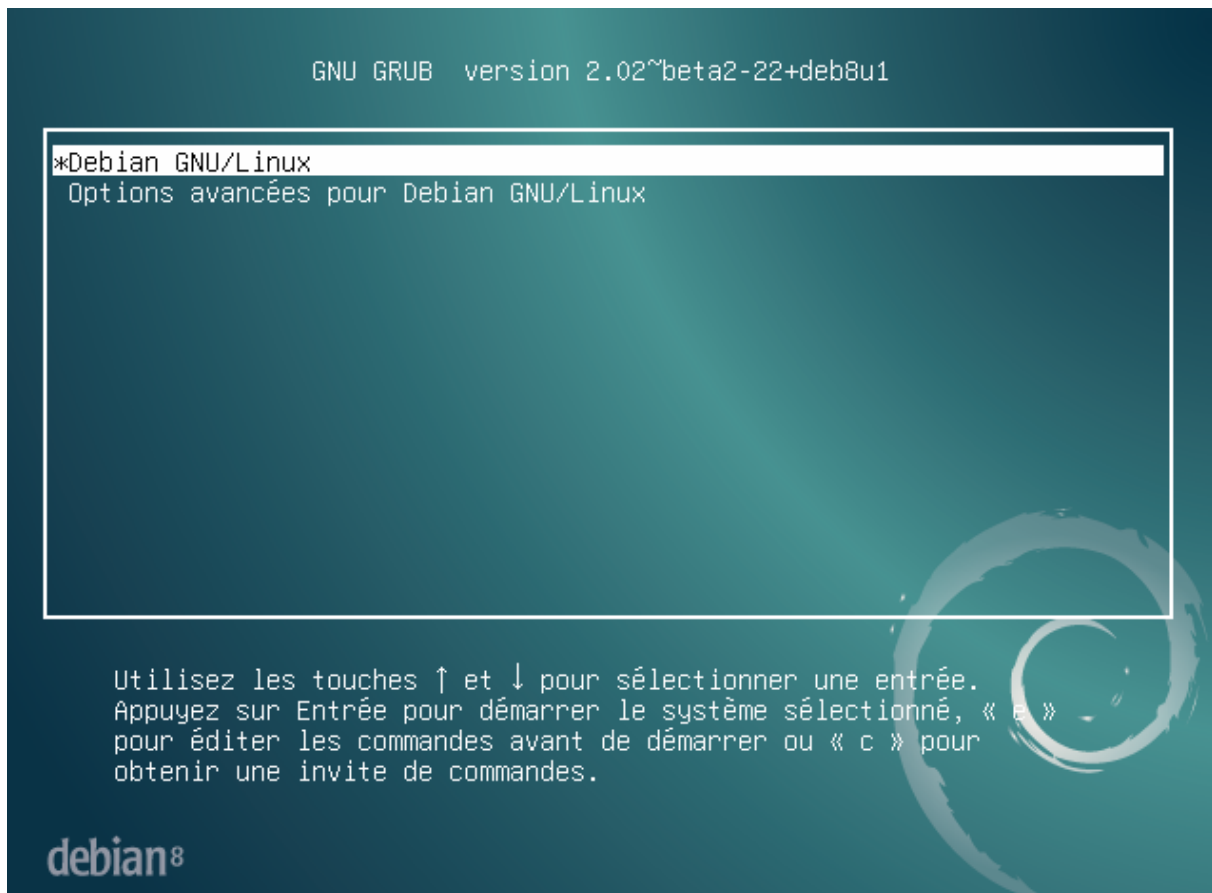 GNU GRUB  version 2.02~beta2-22+deb8u1
*Debian GNU/Linux
Options avancées pour Debian GNU/Linux
Utilisez les touches ↑ et ↓ pour sélectionner une entrée.
Appuyez sur Entrée pour démarrer le système sélectionné, « e »
pour éditer les commandes avant de démarrer ou « c » pour
obtenir une invite de commandes.
debian 8